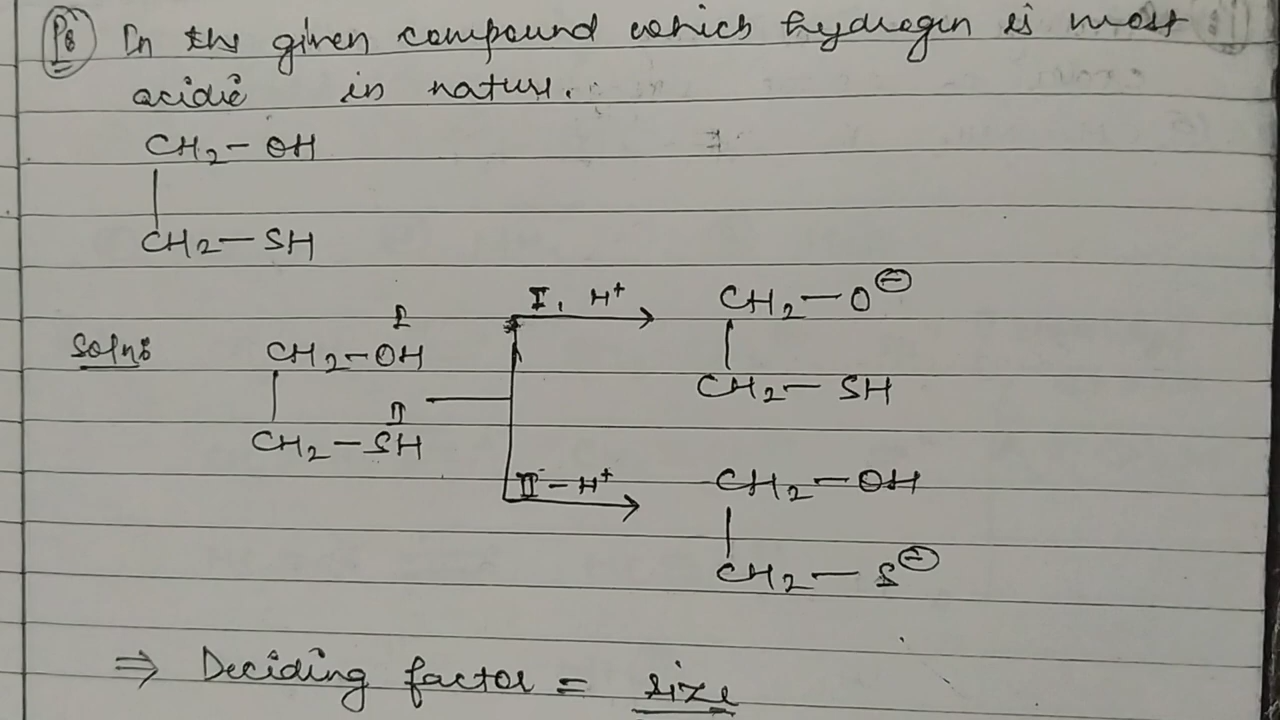 P8 In the given compound which hydrogen is most
acidic in nature.
CH2-OH
|
CH2-SH
Soln:
I
CH2-OH
|
II
CH2-SH
I, H+
CH2-O⊖
|
CH2-SH
II -H+
CH2-OH
|
CH2-S⊖
⇒ Deciding factor = size